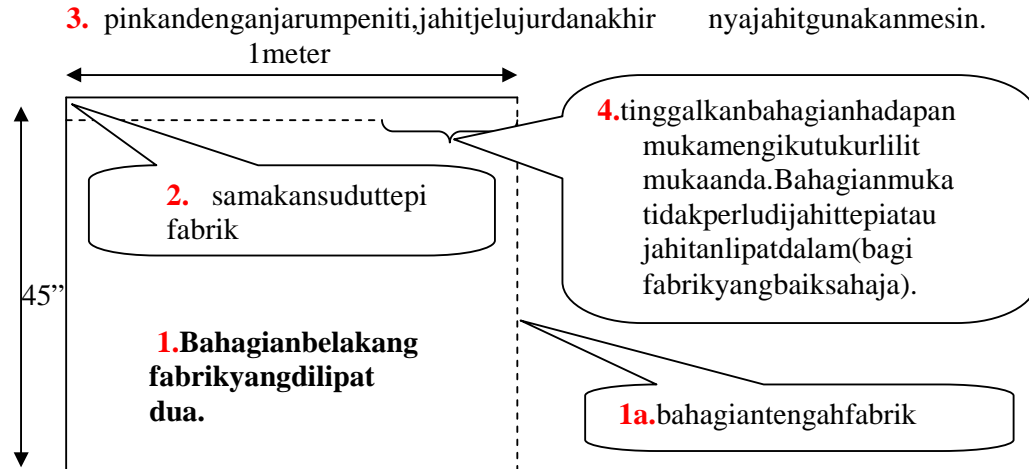 3. pinkandenganjarumpeniti,jahitjelujurdanakhir nyajahitgunakanmesin.
1meter
4.tinggalkanbahagianhadapan
mukamengikutukurlilit
mukaanda.Bahagianmuka
tidakperludijahittepiatau
jahitanlipatdalam(bagi
fabrikyangbaiksahaja).
2. samakansuduttepi
fabrik
45”
1.Bahagianbelakang
fabrikyangdilipat
dua.
1a.bahagiantengahfabrik